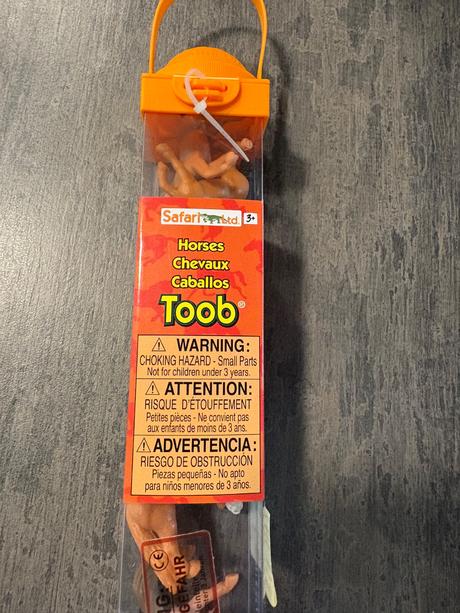 Safari Ltd. 3+
Horses
Chevaux
Caballos
Toob®
⚠ WARNING:
CHOKING HAZARD - Small Parts
Not for children under 3 years.
⚠ ATTENTION:
RISQUE D'ÉTOUFFEMENT
Petites pièces - Ne convient pas
aux enfants de moins de 3 ans.
⚠ ADVERTENCIA:
RIESGO DE OBSTRUCCIÓN
Piezas pequeñas - No apto
para niños menores de 3 años.
CE
GEFAHR